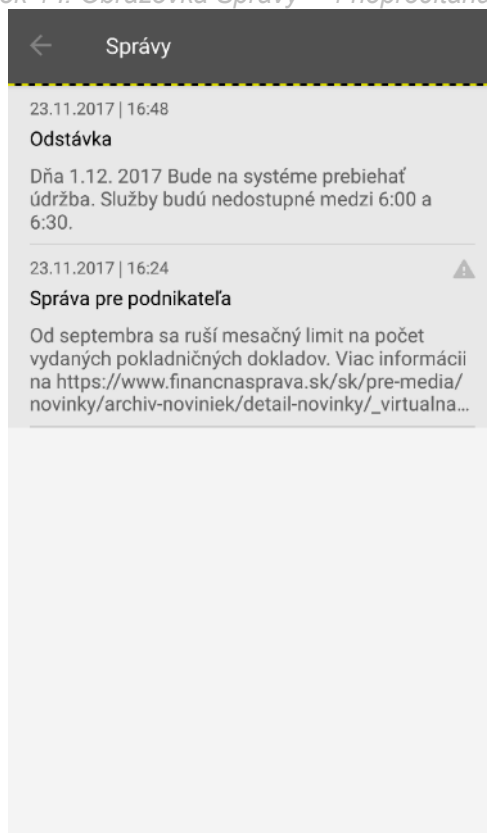 Správy
23.11.2017 | 16:48
Odstávka
Dňa 1.12. 2017 Bude na systéme prebiehať
údržba. Služby budú nedostupné medzi 6:00 a
6:30.
23.11.2017 | 16:24
Správa pre podnikateľa
Od septembra sa ruší mesačný limit na počet
vydaných pokladničných dokladov. Viac informácii
na https://www.financnasprava.sk/sk/pre-media/
novinky/archiv-noviniek/detail-novinky/_virtualna…